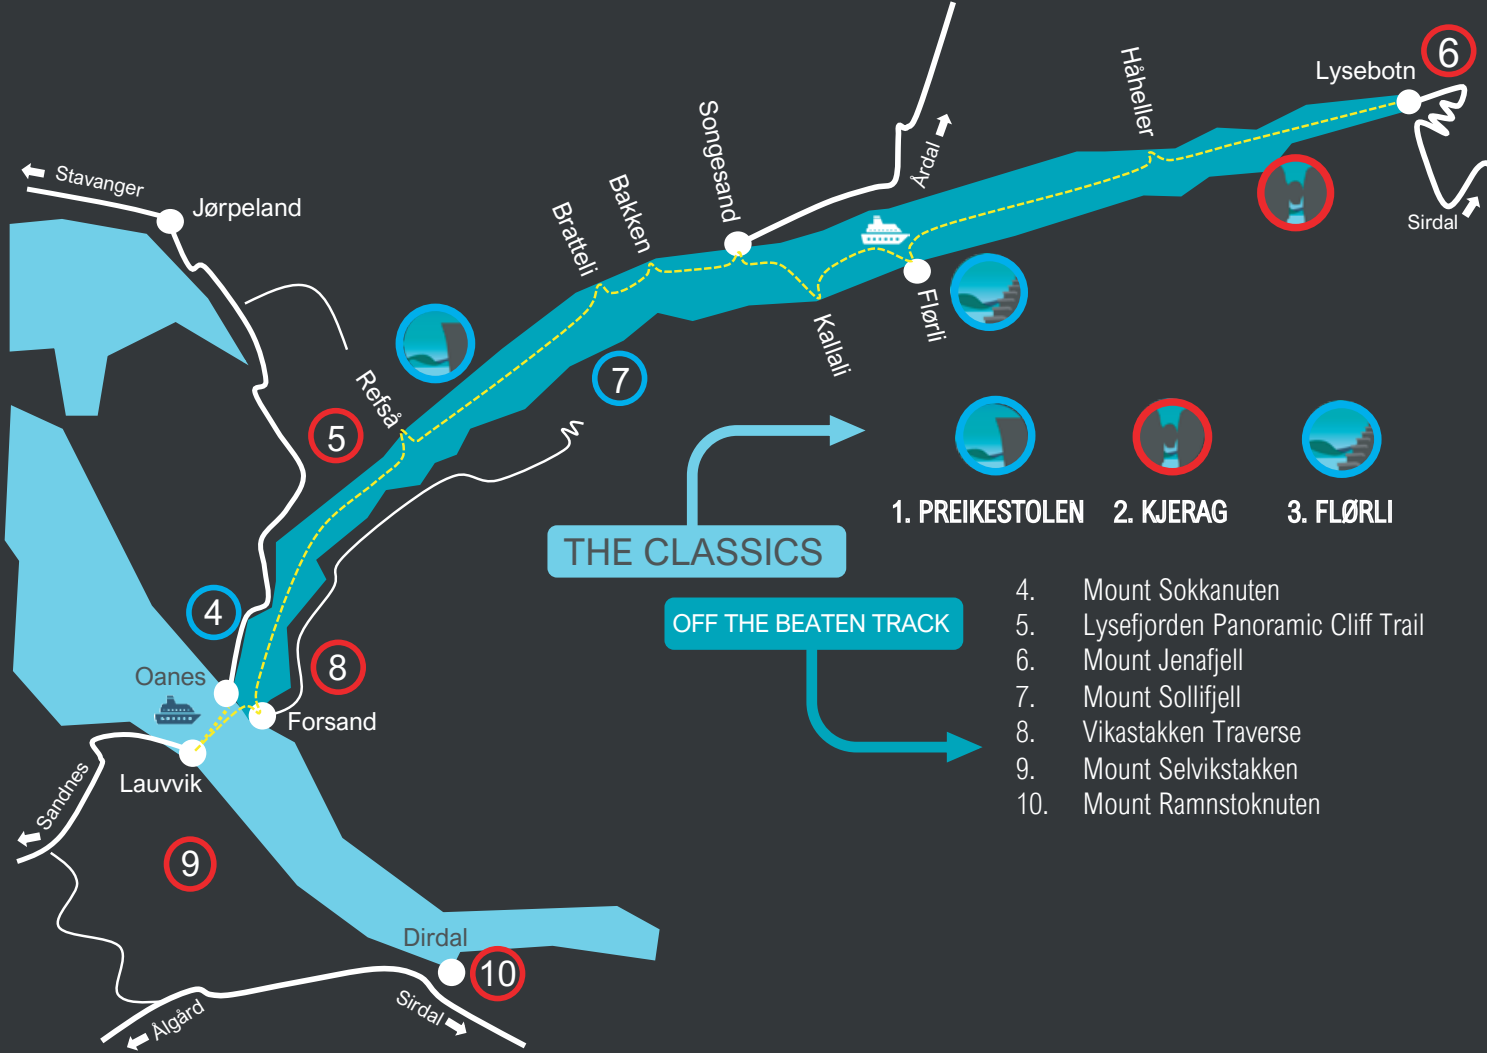 6
Lysebotn
Håheller
Songesand
Årdal
Stavanger
Jørpeland
Bakken
Bratteli
Sirdal
Flørli
Kallali
7
Refså
5
1. PREIKESTOLEN
2. KJERAG
3. FLØRLI
THE CLASSICS
OFF THE BEATEN TRACK
4. Mount Sokkanuten
5. Lysefjorden Panoramic Cliff Trail
6. Mount Jenafjell
7. Mount Sollifjell
8. Vikastakken Traverse
9. Mount Selvikstakken
10. Mount Ramnstoknuten
4
8
Oanes
Forsand
Lauvvik
Sandnes
9
Dirdal
10
Sirdal
Ålgård